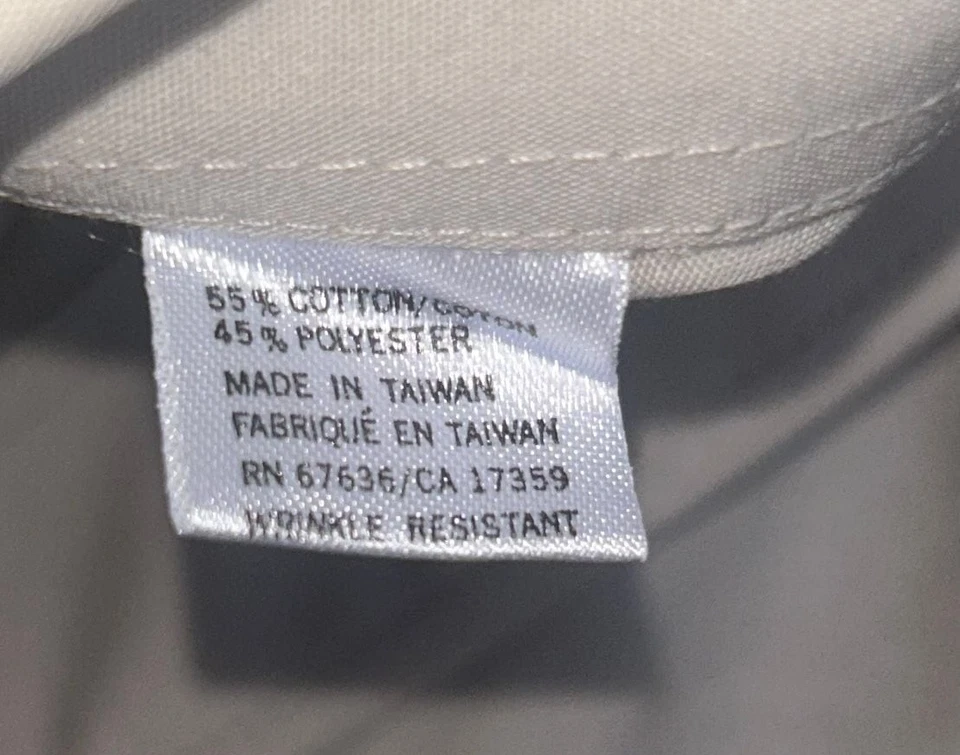 55% COTTON/COTON
45% POLYESTER
MADE IN TAIWAN
FABRIQUÉ EN TAIWAN
RN 67636/CA 17359
WRINKLE RESISTANT